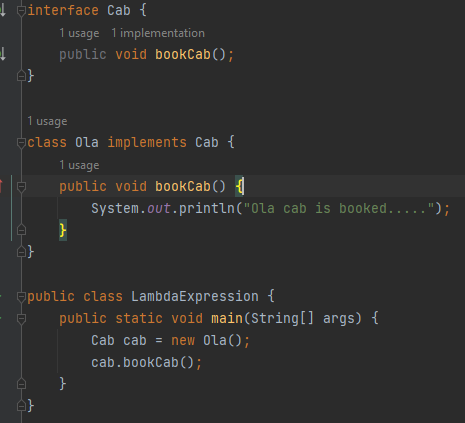 interface Cab {
1 usage   1 implementation
public void bookCab();
}
1 usage
class Ola implements Cab {
1 usage
public void bookCab() {
System.out.println("Ola cab is booked.....");
}
}
public class LambdaExpression {
public static void main(String[] args) {
Cab cab = new Ola();
cab.bookCab();
}
}